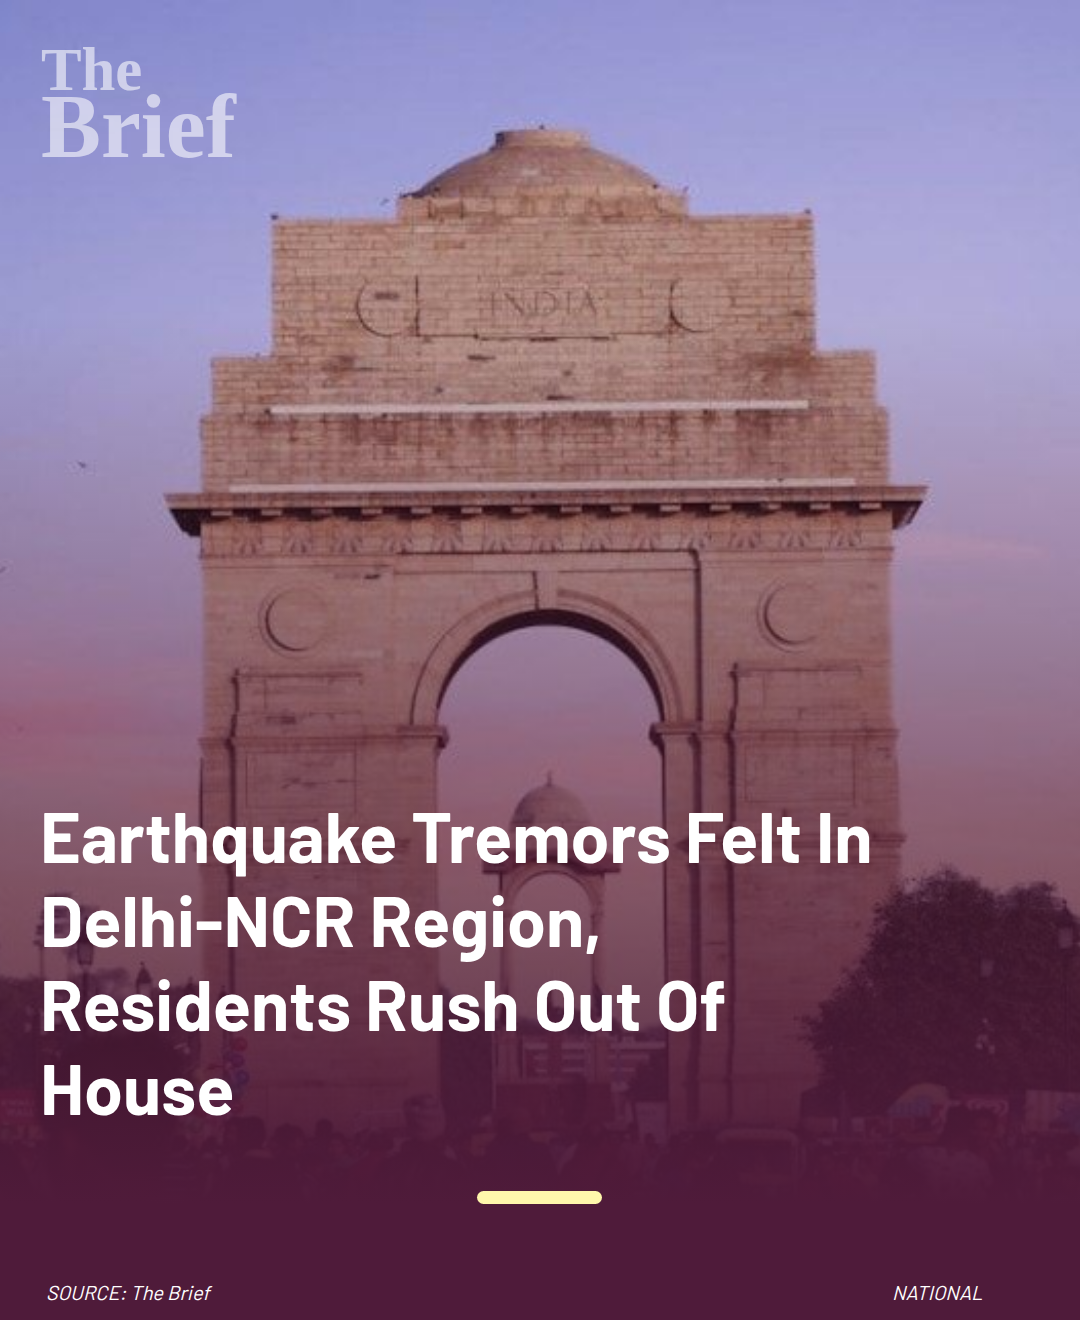 The
Brief
INDIA
Earthquake Tremors Felt In
Delhi-NCR Region,
Residents Rush Out Of
House
SOURCE: The Brief
NATIONAL